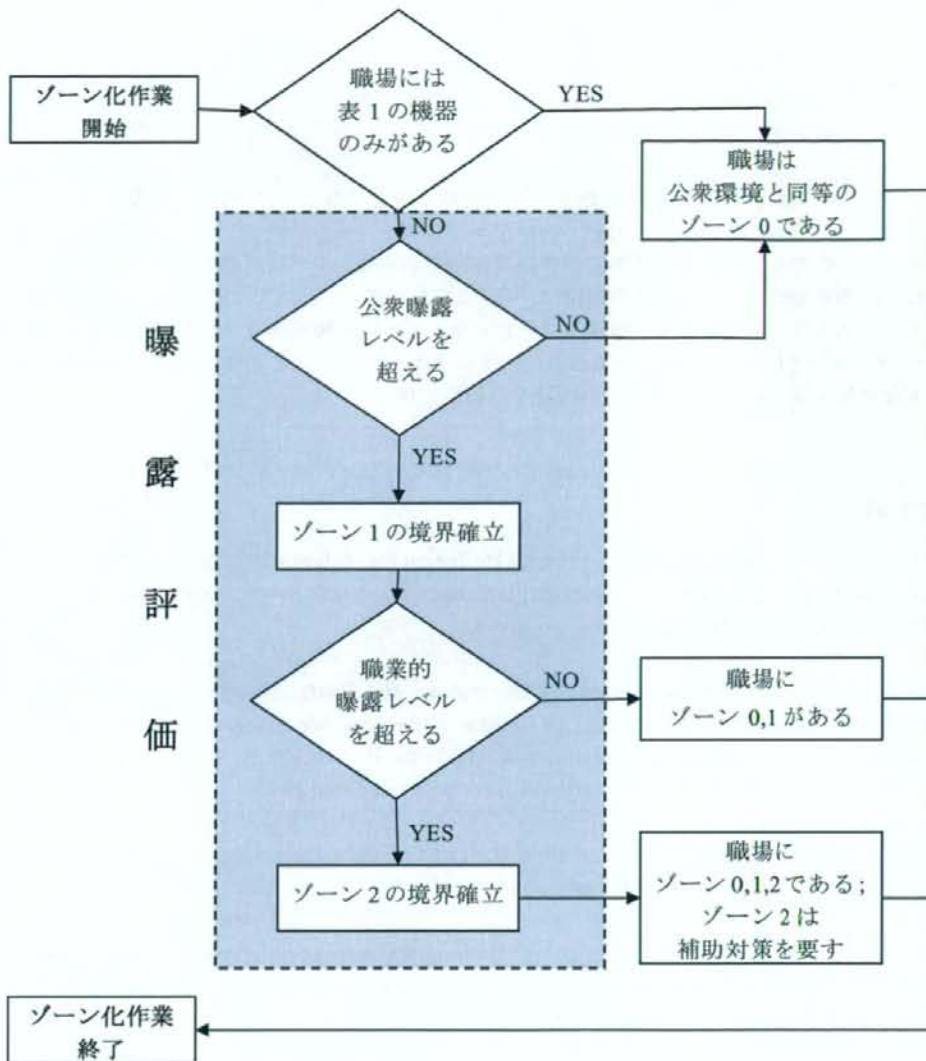 ゾーン化作業
開始
職場には
表1の機器
のみがある
YES
職場は
公衆環境と同等の
ゾーン0である
NO
公衆曝露
レベルを
超える
NO
YES
ゾーン1の境界確立
職業的
曝露レベル
を超える
NO
職場に
ゾーン 0,1がある
YES
ゾーン2の境界確立
職場に
ゾーン 0,1,2である;
ゾーン2は
補助対策を要す
曝
露
評
価
ゾーン化作業
終了